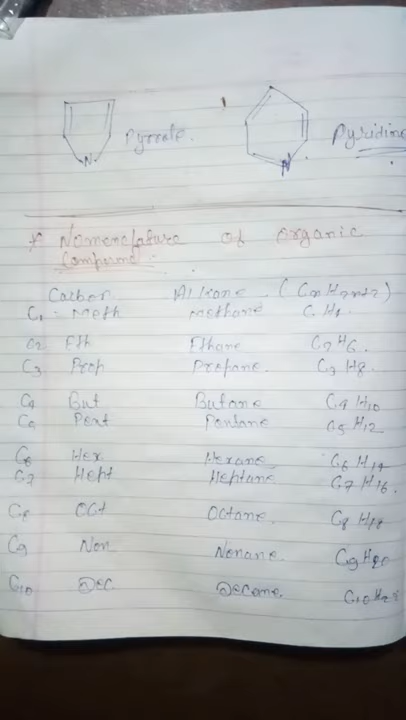 N Pyrrole. N Pyridine
* Nomenclature of organic
Compound.
Carbon Alkane (CnH2n+2)
C1 - Meth Methane CH4.
C2 Eth Ethane C2H6.
C3 Prop Propane. C3H8.
C4 But Butane C4H10
C5 Pent Pentane C5H12
C6 Hex Hexane C6H14
C7 Hept Heptane C7H16.
C8 Oct Octane. C8H18
C9 Non Nonane. C9H20
C10 Dec Decane.